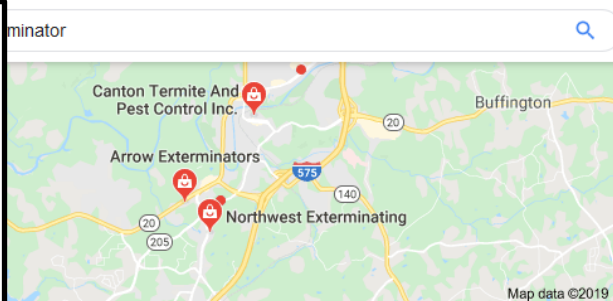 minator
Canton Termite And
Pest Control Inc.
Buffington
20
Arrow Exterminators
575
140
Northwest Exterminating
20
205
Map data ©2019